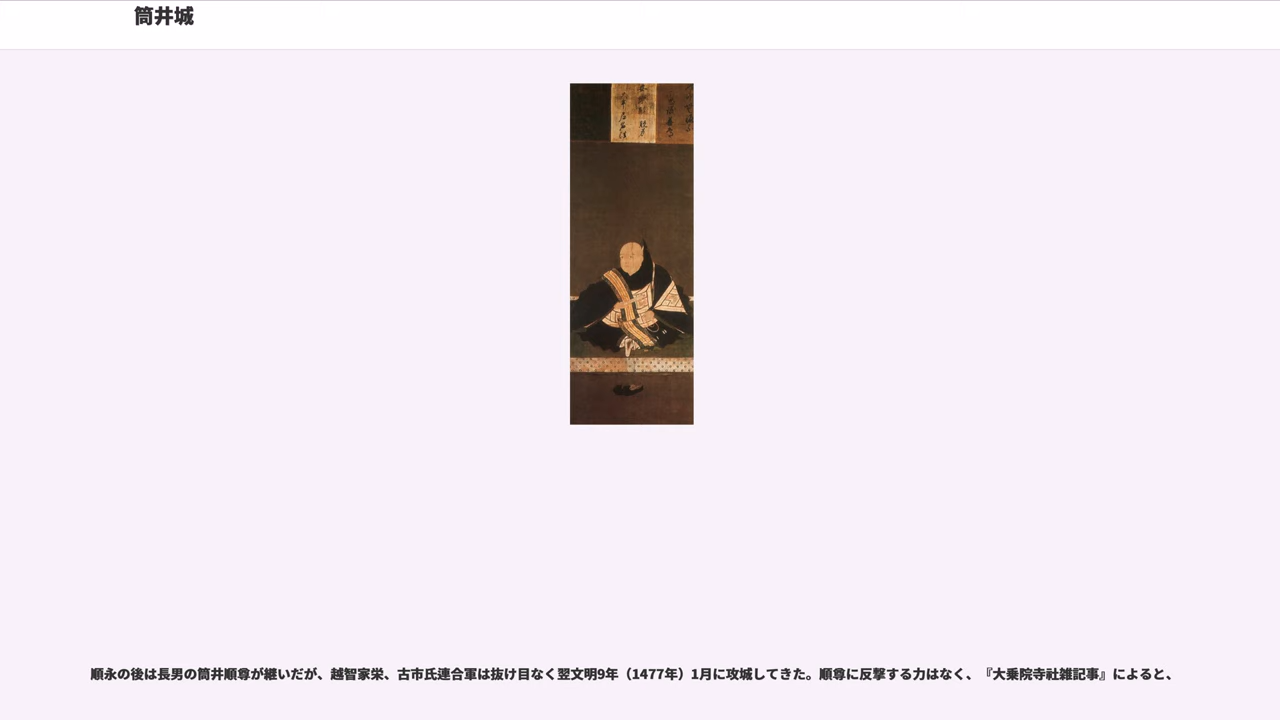 筒井城
順永の後は長男の筒井順尊が継いだが、越智家栄、古市氏連合軍は抜け目なく翌文明9年（1477年）1月に攻城してきた。順尊に反撃する力はなく、『大乗院寺社雑記事』によると、